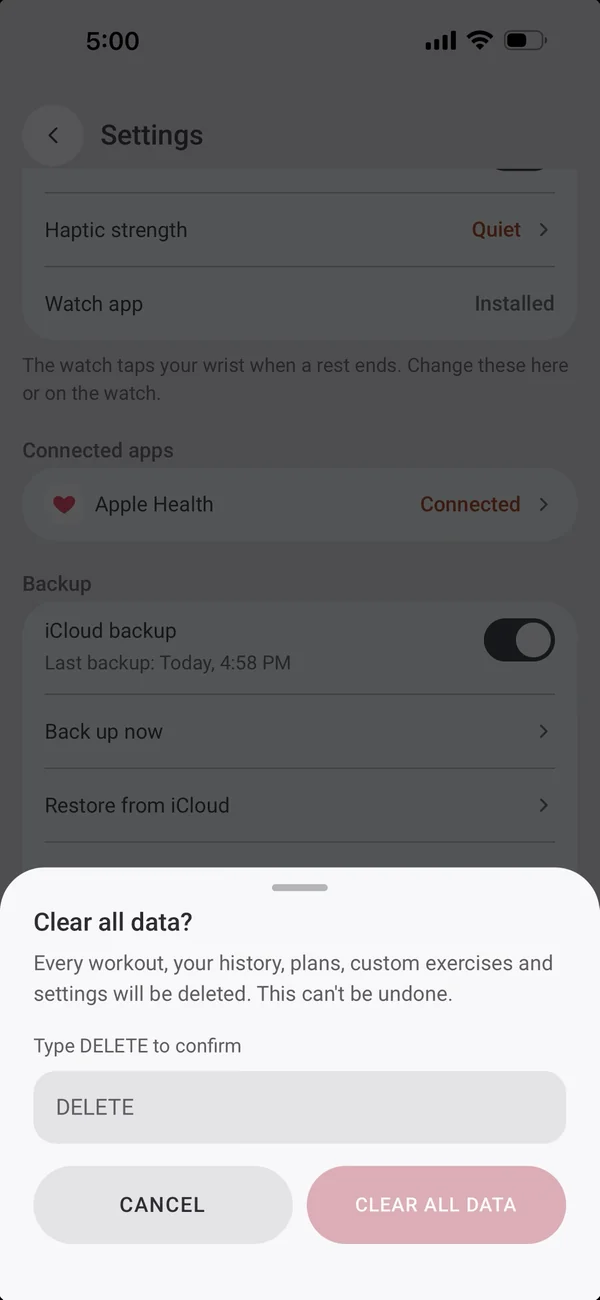 5:00
Settings
Haptic strength
Quiet
Watch app
Installed
The watch taps your wrist when a rest ends. Change these here
or on the watch.
Connected apps
Apple Health
Connected
Backup
iCloud backup
Last backup: Today, 4:58 PM
Back up now
Restore from iCloud
Clear all data?
Every workout, your history, plans, custom exercises and
settings will be deleted. This can't be undone.
Type DELETE to confirm
DELETE
CANCEL
CLEAR ALL DATA